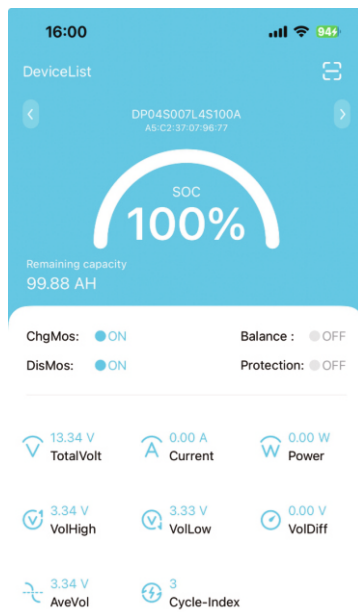 16:00
94
DeviceList
DP04S007L4S100A
A5:C2:37:07:96:77
SOC
100%
Remaining capacity
99.88 AH
ChgMos: ON Balance : OFF
DisMos: ON Protection: OFF
13.34 V 0.00 A 0.00 W
V TotalVolt A Current W Power
3.34 V 3.33 V 0.00 V
V VolHigh V VolLow VolDiff
3.34 V 3
AveVol Cycle-Index